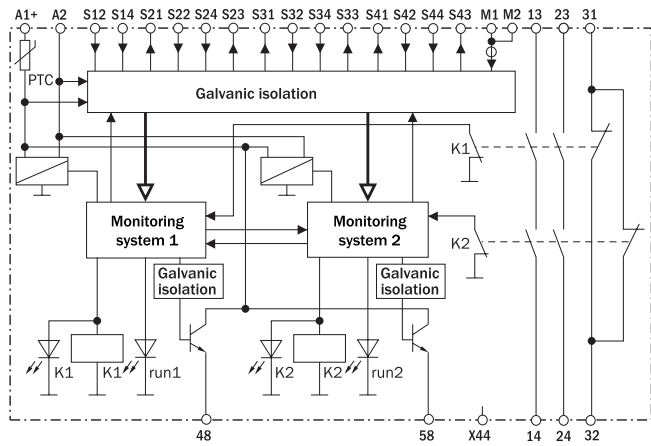 A1+ A2 S12 S14 S21 S22 S24 S23 S31 S32 S34 S33 S41 S42 S44 S43 M1 M2 13 23 31
PTC
Galvanic isolation
K1
Monitoring
system 1
Monitoring
system 2
K2
Galvanic
isolation
Galvanic
isolation
K1 K1 run1 K2 K2 run2
48 58 X44 14 24 32